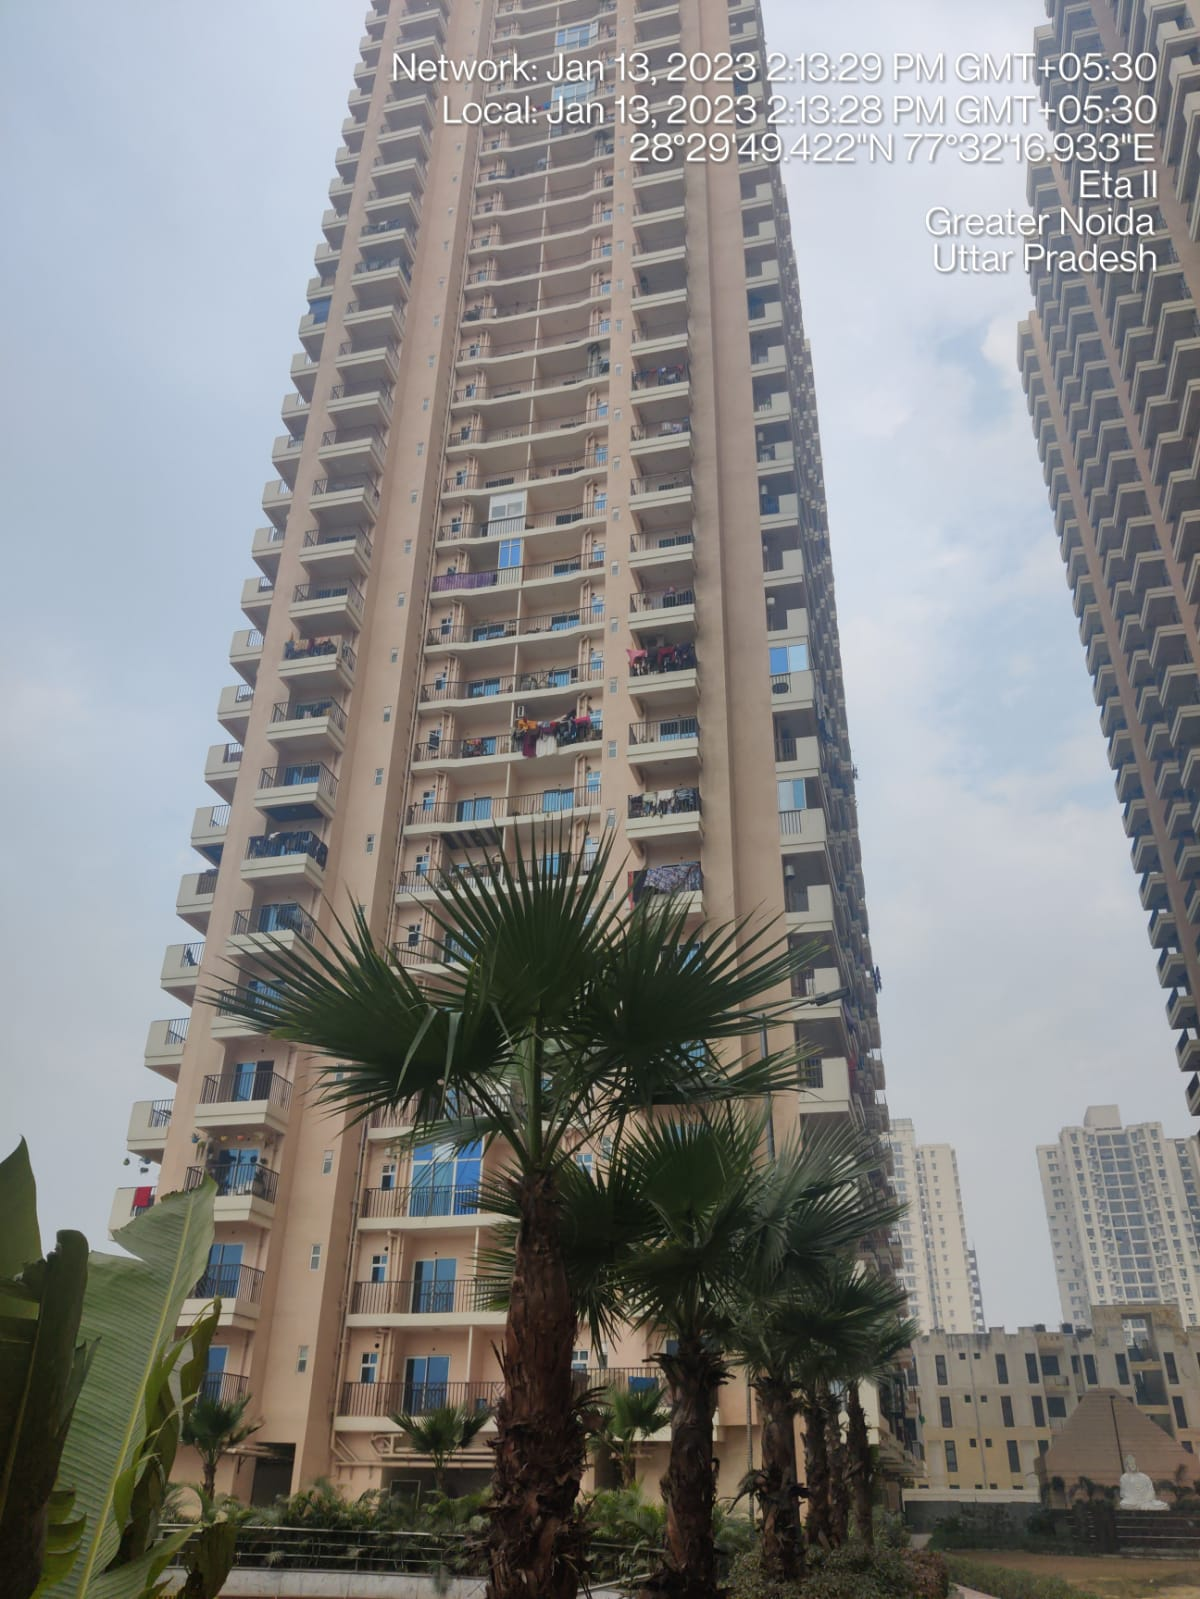 Network: Jan 13, 2023 2:13:29 PM GMT+05:30
Local: Jan 13, 2023 2:13:28 PM GMT+05:30
28°29'49.422"N 77°32'16.933"E
Eta II
Greater Noida
Uttar Pradesh